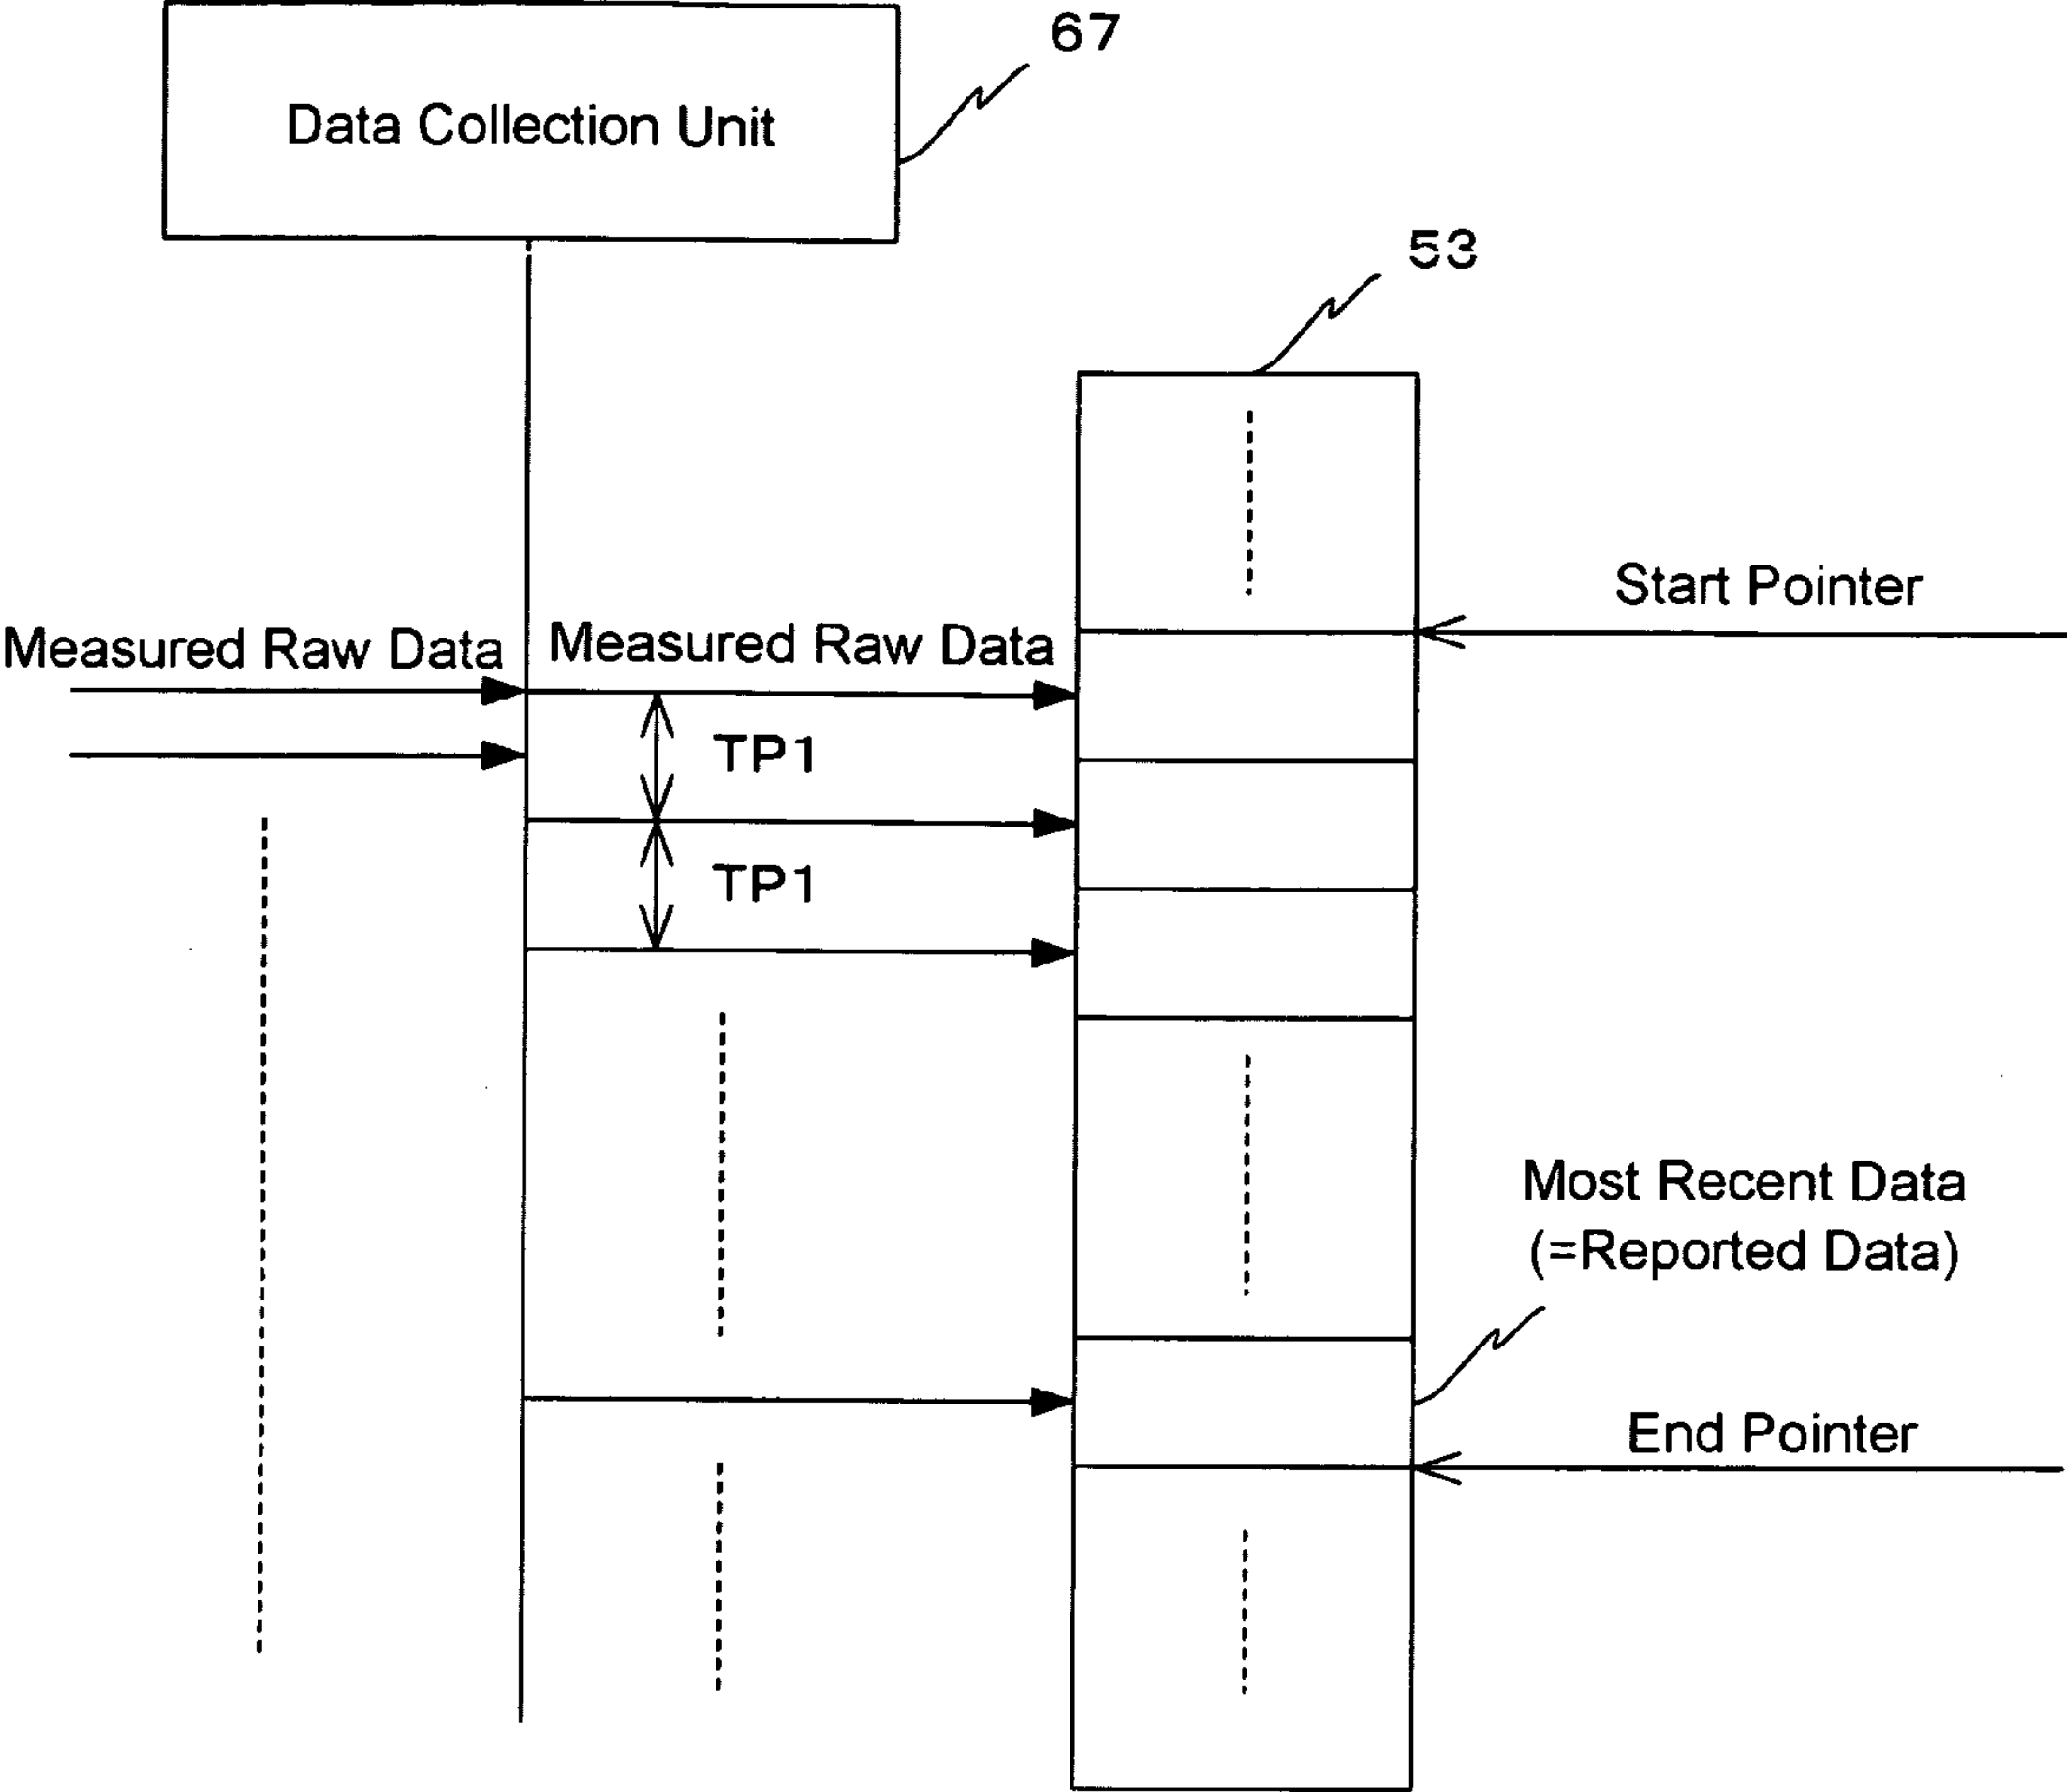 67
Data Collection Unit
53
Start Pointer
Measured Raw Data
Measured Raw Data
TP1
TP1
Most Recent Data
(=Reported Data)
End Pointer